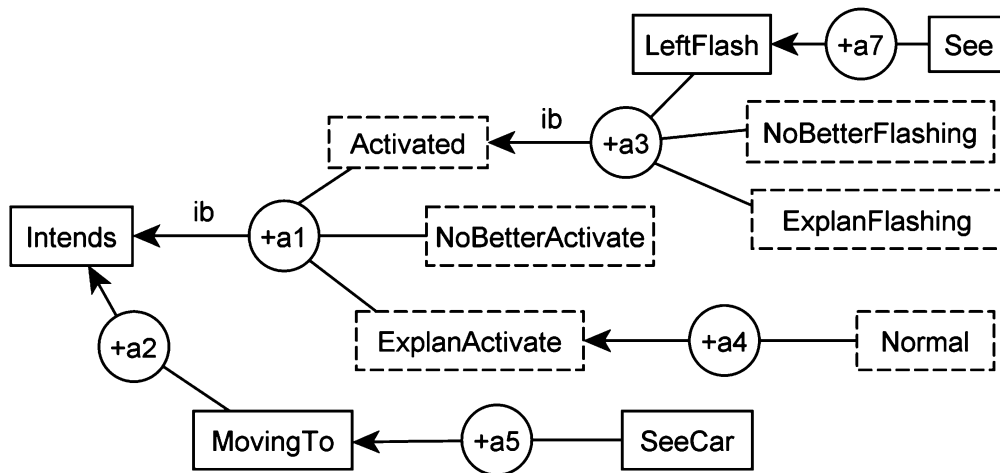 LeftFlash
+a7
See
ib
Activated
+a3
NoBetterFlashing
ExplanFlashing
ib
Intends
+a1
NoBetterActivate
+a2
ExplanActivate
+a4
Normal
MovingTo
+a5
SeeCar